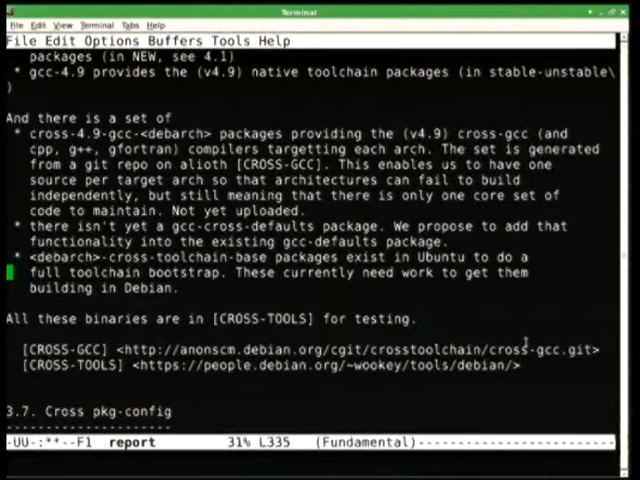 Terminal
File Edit View Terminal Tabs Help
File Edit Options Buffers Tools Help
packages (in NEW, see 4.1)
* gcc-4.9 provides the (v4.9) native toolchain packages (in stable-unstable\
)
And there is a set of
* cross-4.9-gcc-<debarch> packages providing the (v4.9) cross-gcc (and
cpp, g++, gfortran) compilers targetting each arch. The set is generated
from a git repo on alioth [CROSS-GCC]. This enables us to have one
source per target arch so that architectures can fail to build
independently, but still meaning that there is only one core set of
code to maintain. Not yet uploaded.
* there isn't yet a gcc-cross-defaults package. We propose to add that
functionality into the existing gcc-defaults package.
* <debarch>-cross-toolchain-base packages exist in Ubuntu to do a
full toolchain bootstrap. These currently need work to get them
building in Debian.
All these binaries are in [CROSS-TOOLS] for testing.
[CROSS-GCC] <http://anonscm.debian.org/cgit/crosstoolchain/cross-gcc.git>
[CROSS-TOOLS] <https://people.debian.org/~wookey/tools/debian/>
3.7. Cross pkg-config
---------------------
-UU-:**--F1 report 31% L335 (Fundamental)------------------------